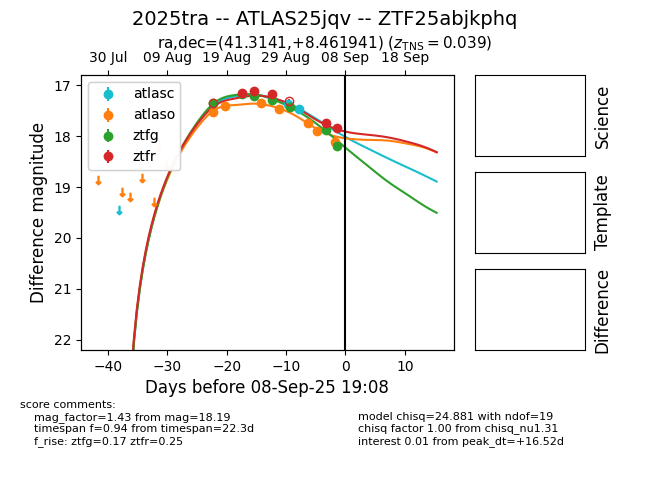 2025tra -- ATLAS25jqv -- ZTF25abjkphq
ra,dec=(41.3141,+8.461941) (z_TNS = 0.039)
30 Jul 09 Aug 19 Aug 29 Aug 08 Sep 18 Sep
atlasc
atlaso
ztfg
ztfr
Difference magnitude
17
18
19
20
21
22
−40 −30 −20 −10 0 10
Days before 08-Sep-25 19:08
Science
Template
Difference
score comments:
mag_factor=1.43 from mag=18.19
timespan f=0.94 from timespan=22.3d
f_rise: ztfg=0.17 ztfr=0.25
model chisq=24.881 with ndof=19
chisq factor 1.00 from chisq_nu1.31
interest 0.01 from peak_dt=+16.52d